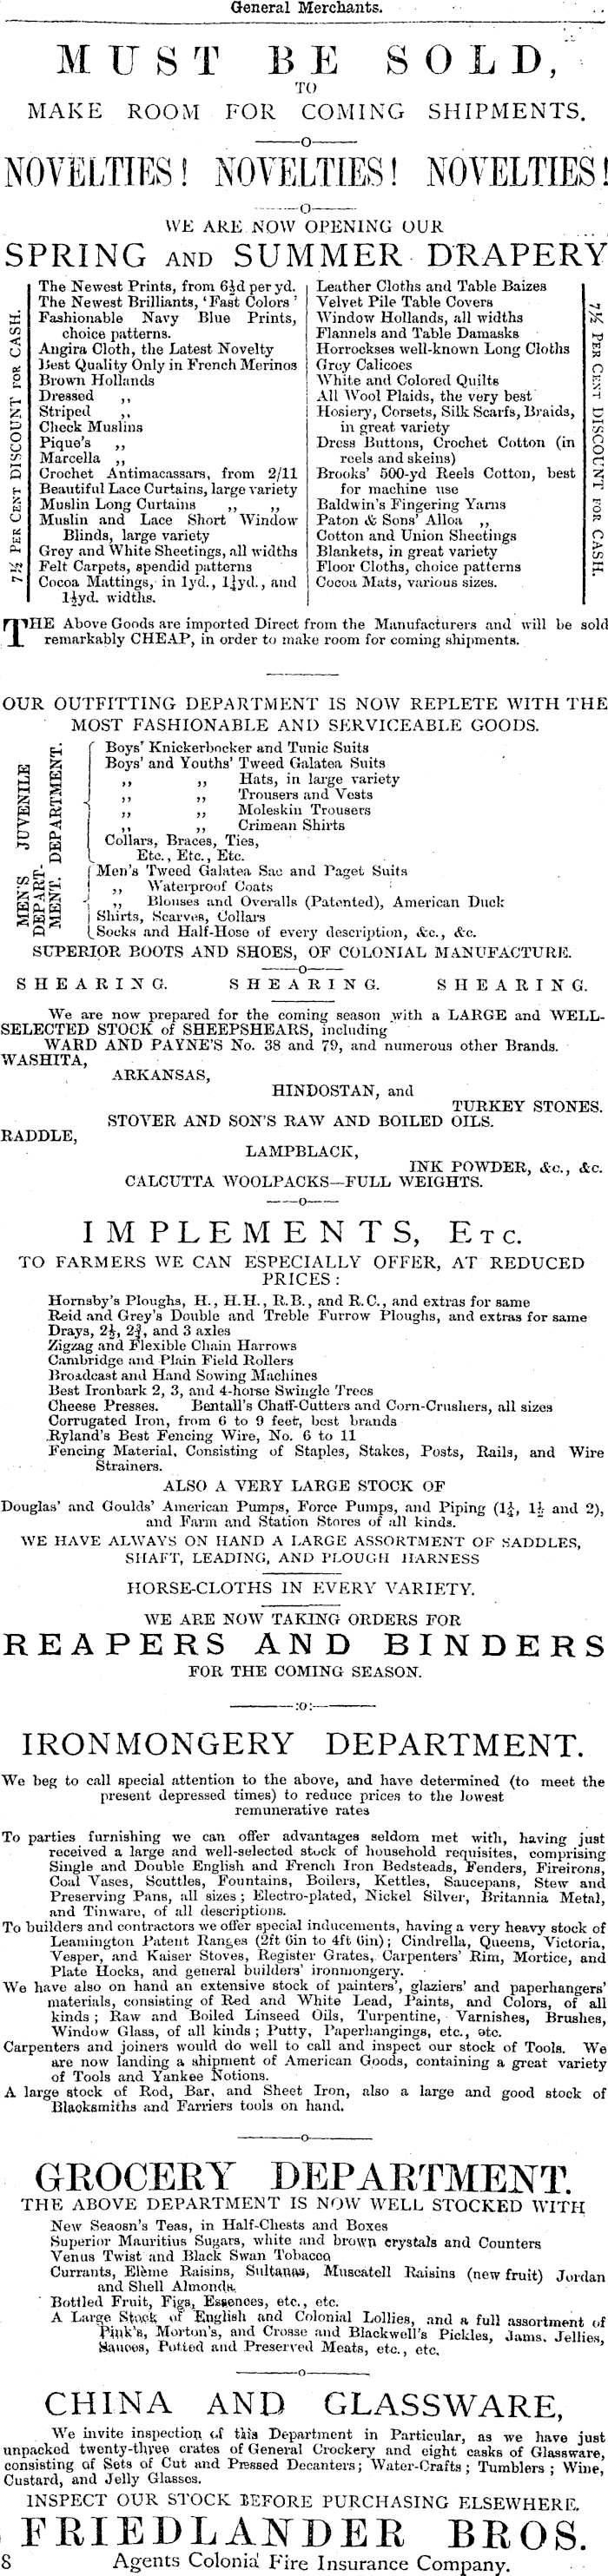 General Merchants.
MUST BE SOLD,
TO
MAKE ROOM FOR COMING SHIPMENTS.
NOVELTIES! NOVELTIES! NOVELTIES!
WE ARE NOW OPENING OUR
SPRING AND SUMMER DRAPERY
7½ PER CENT DISCOUNT FOR CASH.
The Newest Prints, from 6½d per yd.
The Newest Brilliants, 'Fast Colors'
Fashionable Navy Blue Prints,
choice patterns.
Angira Cloth, the Latest Novelty
Best Quality Only in French Merinos
Brown Hollands
Dressed ,,
Striped ,,
Check Muslins
Pique's ,,
Marcella ,,
Crochet Antimacassars, from 2/11
Beautiful Lace Curtains, large variety
Muslin Long Curtains ,, ,,
Muslin and Lace Short Window
Blinds, large variety
Grey and White Sheetings, all widths
Felt Carpets, spendid patterns
Cocoa Mattings, in 1yd., 1¼yd., and
1½yd. widths.
Leather Cloths and Table Baizes
Velvet Pile Table Covers
Window Hollands, all widths
Flannels and Table Damasks
Horrockses well-known Long Cloths
Grey Calicoes
White and Colored Quilts
All Wool Plaids, the very best
Hosiery, Corsets, Silk Scarfs, Braids,
in great variety
Dress Buttons, Crochet Cotton (in
reels and skeins)
Brooks' 500-yd Reels Cotton, best
for machine use
Baldwin's Fingering Yarns
Paton & Sons' Alloa ,,
Cotton and Union Sheetings
Blankets, in great variety
Floor Cloths, choice patterns
Cocoa Mats, various sizes.
7½ PER CENT DISCOUNT FOR CASH.
THE Above Goods are imported Direct from the Manufacturers and will be sold
remarkably CHEAP, in order to make room for coming shipments.
OUR OUTFITTING DEPARTMENT IS NOW REPLETE WITH THE
MOST FASHIONABLE AND SERVICEABLE GOODS.
JUVENILE
DEPARTMENT.
Boys' Knickerbocker and Tunic Suits
Boys' and Youths' Tweed Galatea Suits
,, ,, Hats, in large variety
,, ,, Trousers and Vests
,, ,, Moleskin Trousers
,, ,, Crimean Shirts
Collars, Braces, Ties,
Etc., Etc., Etc.
MEN'S
DEPART-
MENT.
Men's Tweed Galatea Sac and Paget Suits
,, Waterproof Coats
,, Blouses and Overalls (Patented), American Duck
Shirts, Scarves, Collars
Socks and Half-Hose of every description, &c., &c.
SUPERIOR BOOTS AND SHOES, OF COLONIAL MANUFACTURE.
SHEARING. SHEARING. SHEARING.
We are now prepared for the coming season with a LARGE and WELL-
SELECTED STOCK of SHEEPSHEARS, including
WARD AND PAYNE'S No. 38 and 79, and numerous other Brands.
WASHITA,
ARKANSAS,
HINDOSTAN, and
TURKEY STONES.
STOVER AND SON'S RAW AND BOILED OILS.
RADDLE,
LAMPBLACK,
INK POWDER, &c., &c.
CALCUTTA WOOLPACKS—FULL WEIGHTS.
IMPLEMENTS, ETC.
TO FARMERS WE CAN ESPECIALLY OFFER, AT REDUCED
PRICES:
Hornsby's Ploughs, H., H.H., R.B., and R.C., and extras for same
Reid and Grey's Double and Treble Furrow Ploughs, and extras for same
Drays, 2½, 2¾, and 3 axles
Zigzag and Flexible Chain Harrows
Cambridge and Plain Field Rollers
Broadcast and Hand Sowing Machines
Best Ironbark 2, 3, and 4-horse Swingle Trees
Cheese Presses. Bentall's Chaff-Cutters and Corn-Crushers, all sizes
Corrugated Iron, from 6 to 9 feet, best brands
Ryland's Best Fencing Wire, No. 6 to 11
Fencing Material, Consisting of Staples, Stakes, Posts, Rails, and Wire
Strainers.
ALSO A VERY LARGE STOCK OF
Douglas' and Goulds' American Pumps, Force Pumps, and Piping (1¼, 1½ and 2),
and Farm and Station Stores of all kinds.
WE HAVE ALWAYS ON HAND A LARGE ASSORTMENT OF SADDLES,
SHAFT, LEADING, AND PLOUGH HARNESS
HORSE-CLOTHS IN EVERY VARIETY.
WE ARE NOW TAKING ORDERS FOR
REAPERS AND BINDERS
FOR THE COMING SEASON.
:o:
IRONMONGERY DEPARTMENT.
We beg to call special attention to the above, and have determined (to meet the
present depressed times) to reduce prices to the lowest
remunerative rates
To parties furnishing we can offer advantages seldom met with, having just
received a large and well-selected stock of household requisites, comprising
Single and Double English and French Iron Bedsteads, Fenders, Fireirons,
Coal Vases, Scuttles, Fountains, Boilers, Kettles, Saucepans, Stew and
Preserving Pans, all sizes; Electro-plated, Nickel Silver, Britannia Metal,
and Tinware, of all descriptions.
To builders and contractors we offer special inducements, having a very heavy stock of
Leamington Patent Ranges (2ft 6in to 4ft 6in); Cindrella, Queens, Victoria,
Vesper, and Kaiser Stoves, Register Grates, Carpenters' Rim, Mortice, and
Plate Hocks, and general builders' ironmongery.
We have also on hand an extensive stock of painters', glaziers' and paperhangers'
materials, consisting of Red and White Lead, Paints, and Colors, of all
kinds; Raw and Boiled Linseed Oils, Turpentine, Varnishes, Brushes,
Window Glass, of all kinds; Putty, Paperhangings, etc., etc.
Carpenters and joiners would do well to call and inspect our stock of Tools. We
are now landing a shipment of American Goods, containing a great variety
of Tools and Yankee Notions.
A large stock of Rod, Bar, and Sheet Iron, also a large and good stock of
Blacksmiths and Farriers tools on hand.
GROCERY DEPARTMENT.
THE ABOVE DEPARTMENT IS NOW WELL STOCKED WITH
New Seaosn's Teas, in Half-Chests and Boxes
Superior Mauritius Sugars, white and brown crystals and Counters
Venus Twist and Black Swan Tobacco
Currants, Elème Raisins, Sultanas, Muscatell Raisins (new fruit) Jordan
and Shell Almonds,
Bottled Fruit, Figs, Essences, etc., etc.
A Large Stock of English and Colonial Lollies, and a full assortment of
Pink's, Morton's, and Crosse and Blackwell's Pickles, Jams, Jellies,
Sauces, Potted and Preserved Meats, etc., etc.
CHINA AND GLASSWARE,
We invite inspection of this Department in Particular, as we have just
unpacked twenty-three crates of General Crockery and eight casks of Glassware,
consisting of Sets of Cut and Pressed Decanters; Water-Crafts; Tumblers; Wine,
Custard, and Jelly Glasses.
INSPECT OUR STOCK BEFORE PURCHASING ELSEWHERE.
FRIEDLANDER BROS.
8 Agents Colonial Fire Insurance Company.